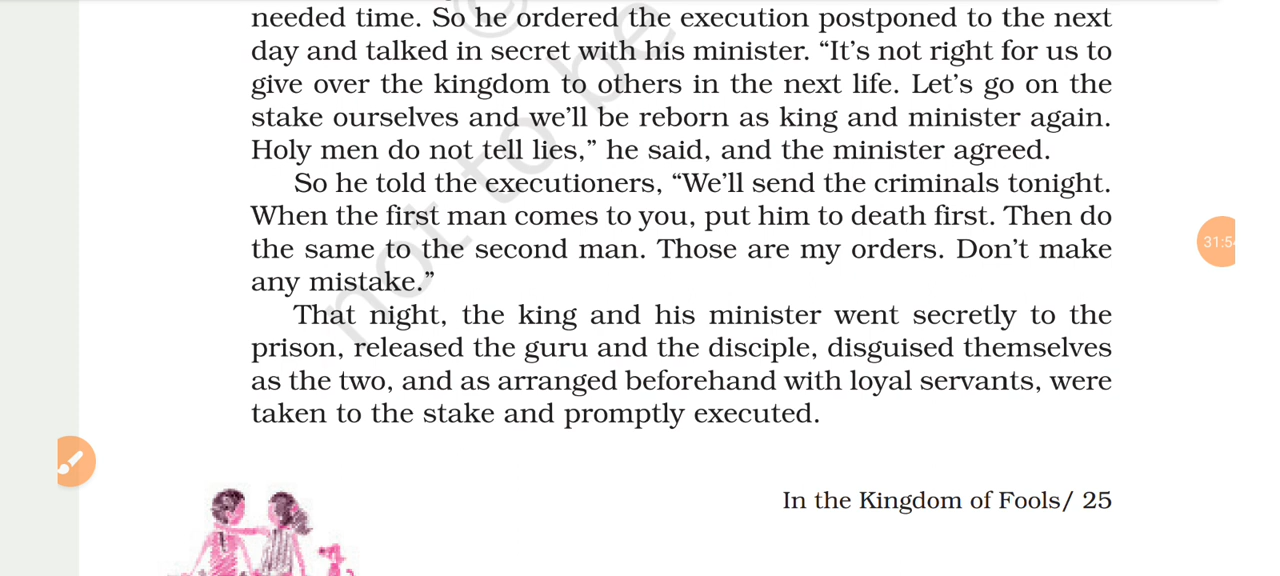 needed time. So he ordered the execution postponed to the next
day and talked in secret with his minister. “It’s not right for us to
give over the kingdom to others in the next life. Let’s go on the
stake ourselves and we’ll be reborn as king and minister again.
Holy men do not tell lies,” he said, and the minister agreed.
So he told the executioners, “We’ll send the criminals tonight.
When the first man comes to you, put him to death first. Then do
the same to the second man. Those are my orders. Don’t make
any mistake.”
That night, the king and his minister went secretly to the
prison, released the guru and the disciple, disguised themselves
as the two, and as arranged beforehand with loyal servants, were
taken to the stake and promptly executed.
In the Kingdom of Fools/ 25
not to be
©